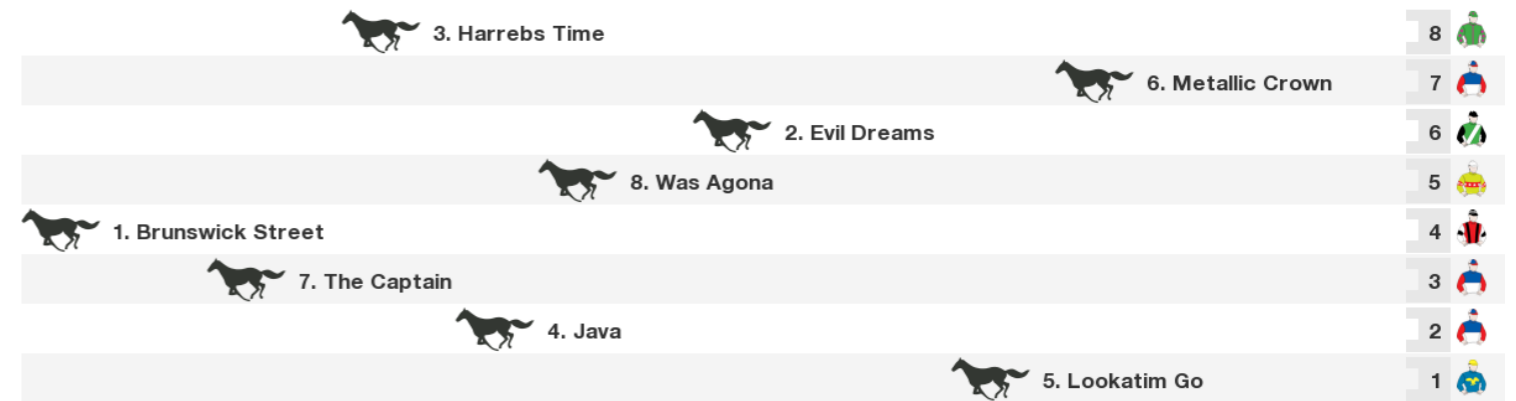 3. Harrebs Time 8
6. Metallic Crown 7
2. Evil Dreams 6
8. Was Agona 5
1. Brunswick Street 4
7. The Captain 3
4. Java 2
5. Lookatim Go 1